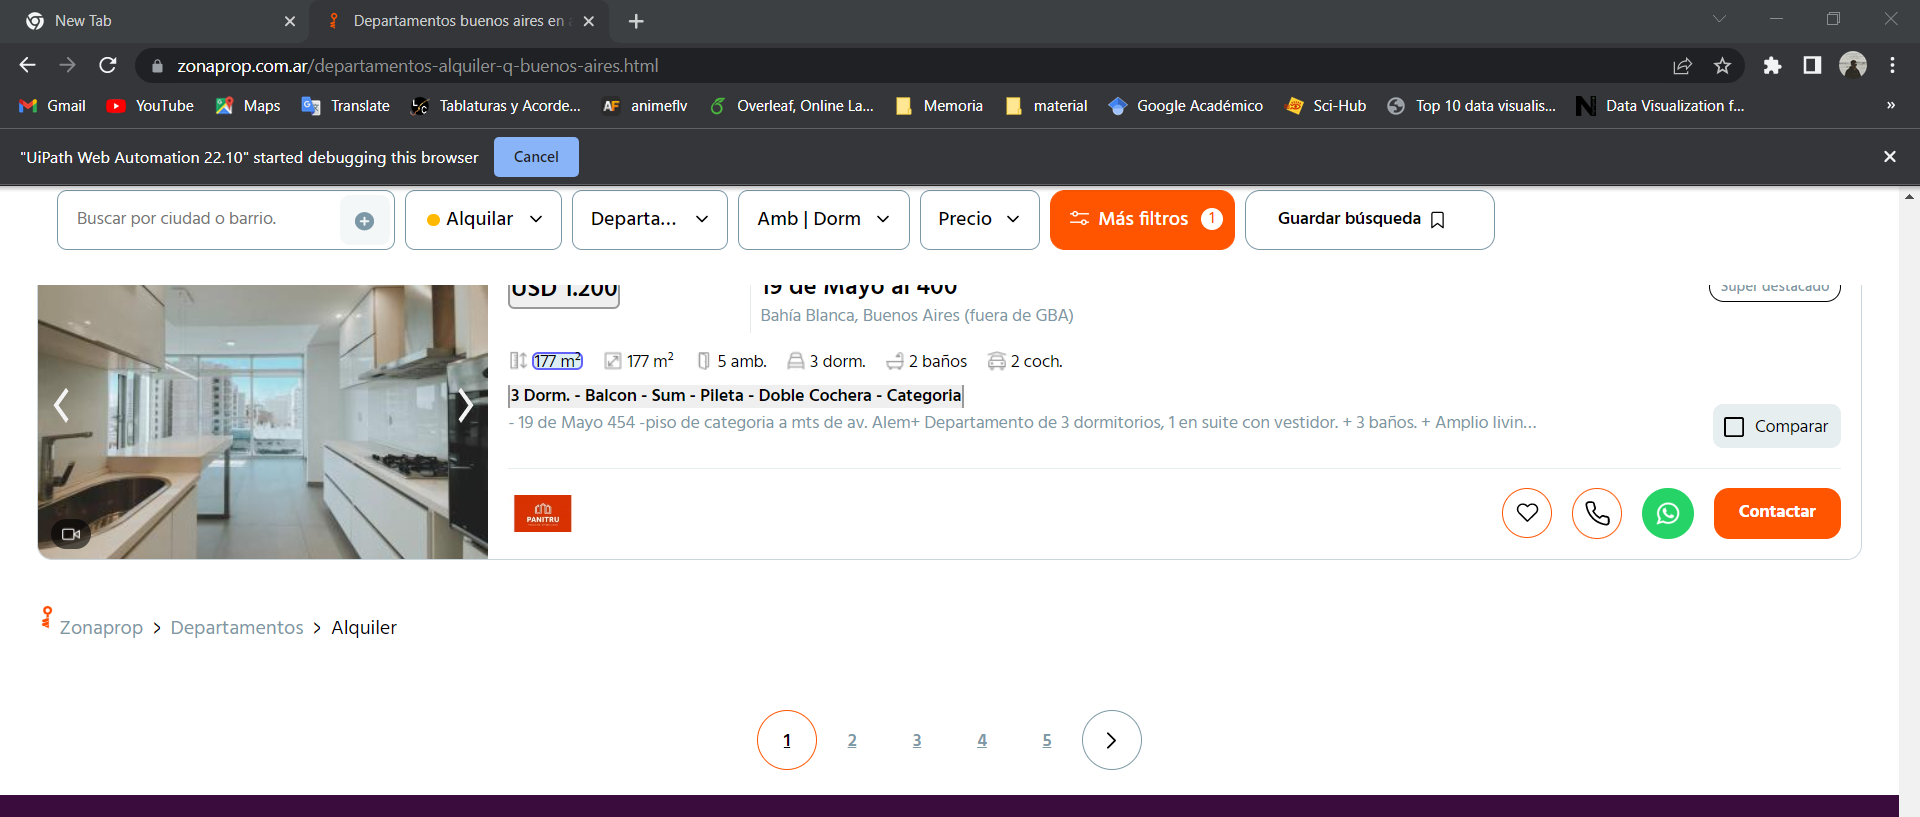 New Tab
Departamentos buenos aires en a
zonaprop.com.ar/departamentos-alquiler-q-buenos-aires.html
Gmail YouTube Maps Translate Tablaturas y Acorde... animeflv Overleaf, Online La... Memoria material Google Académico Sci-Hub Top 10 data visualis... Data Visualization f... »
"UiPath Web Automation 22.10" started debugging this browser Cancel
Buscar por ciudad o barrio. Alquilar Departa... Amb | Dorm Precio Más filtros 1 Guardar búsqueda
USD 1.200 19 de Mayo al 400 Super destacado
Bahía Blanca, Buenos Aires (fuera de GBA)
177 m² 177 m² 5 amb. 3 dorm. 2 baños 2 coch.
3 Dorm. - Balcon - Sum - Pileta - Doble Cochera - Categoria
- 19 de Mayo 454 -piso de categoria a mts de av. Alem+ Departamento de 3 dormitorios, 1 en suite con vestidor. + 3 baños. + Amplio livin...
Comparar
PANITRU
Contactar
Zonaprop > Departamentos > Alquiler
1 2 3 4 5